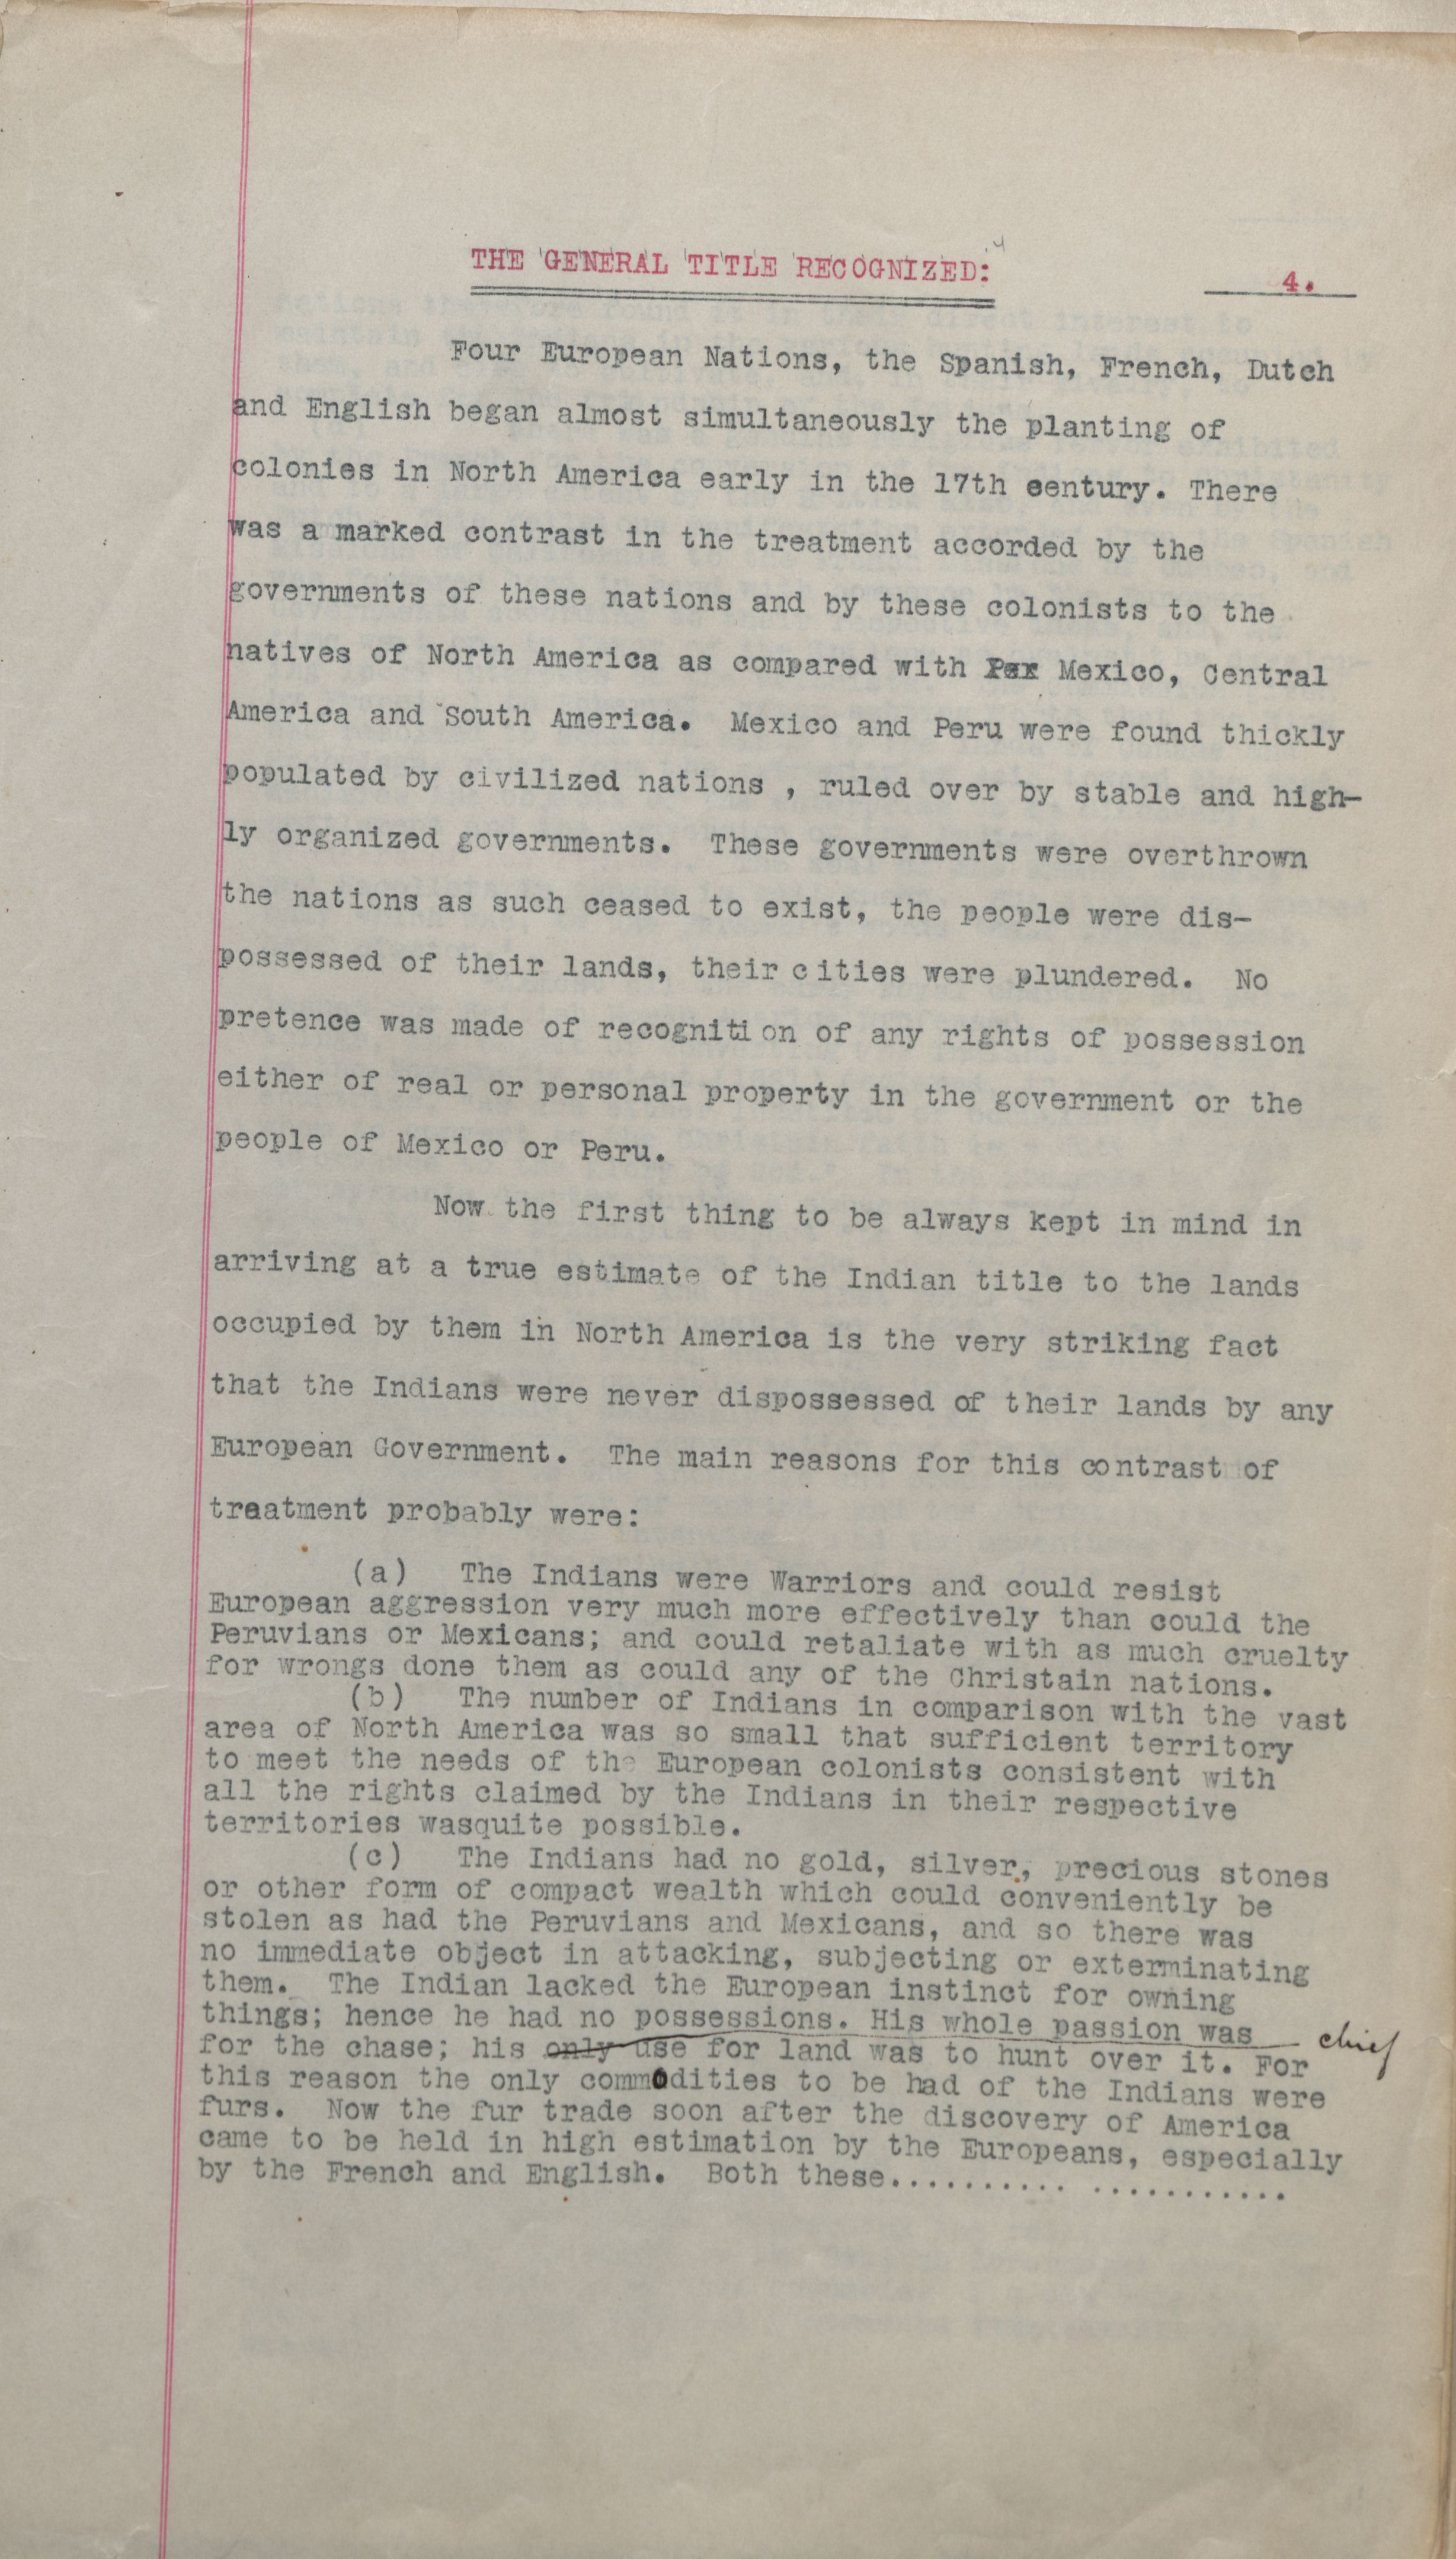 THE GENERAL TITLE RECOGNIZED:
4.
Four European Nations, the Spanish, French, Dutch
and English began almost simultaneously the planting of
colonies in North America early in the 17th century. There
was a marked contrast in the treatment accorded by the
governments of these nations and by these colonists to the
natives of North America as compared with Per Mexico, Central
America and South America. Mexico and Peru were found thickly
populated by civilized nations , ruled over by stable and high-
ly organized governments. These governments were overthrown
the nations as such ceased to exist, the people were dis-
possessed of their lands, their cities were plundered. No
pretence was made of recognition of any rights of possession
either of real or personal property in the government or the
people of Mexico or Peru.
Now the first thing to be always kept in mind in
arriving at a true estimate of the Indian title to the lands
occupied by them in North America is the very striking fact
that the Indians were never dispossessed of their lands by any
European Government. The main reasons for this contrast of
treatment probably were:
(a) The Indians were Warriors and could resist
European aggression very much more effectively than could the
Peruvians or Mexicans; and could retaliate with as much cruelty
for wrongs done them as could any of the Christain nations.
(b) The number of Indians in comparison with the vast
area of North America was so small that sufficient territory
to meet the needs of the European colonists consistent with
all the rights claimed by the Indians in their respective
territories wasquite possible.
(c) The Indians had no gold, silver, precious stones
or other form of compact wealth which could conveniently be
stolen as had the Peruvians and Mexicans, and so there was
no immediate object in attacking, subjecting or exterminating
them. The Indian lacked the European instinct for owning
things; hence he had no possessions. His whole passion was
chief
for the chase; his only use for land was to hunt over it. For
this reason the only commodities to be had of the Indians were
furs. Now the fur trade soon after the discovery of America
came to be held in high estimation by the Europeans, especially
by the French and English. Both these.......... ...........